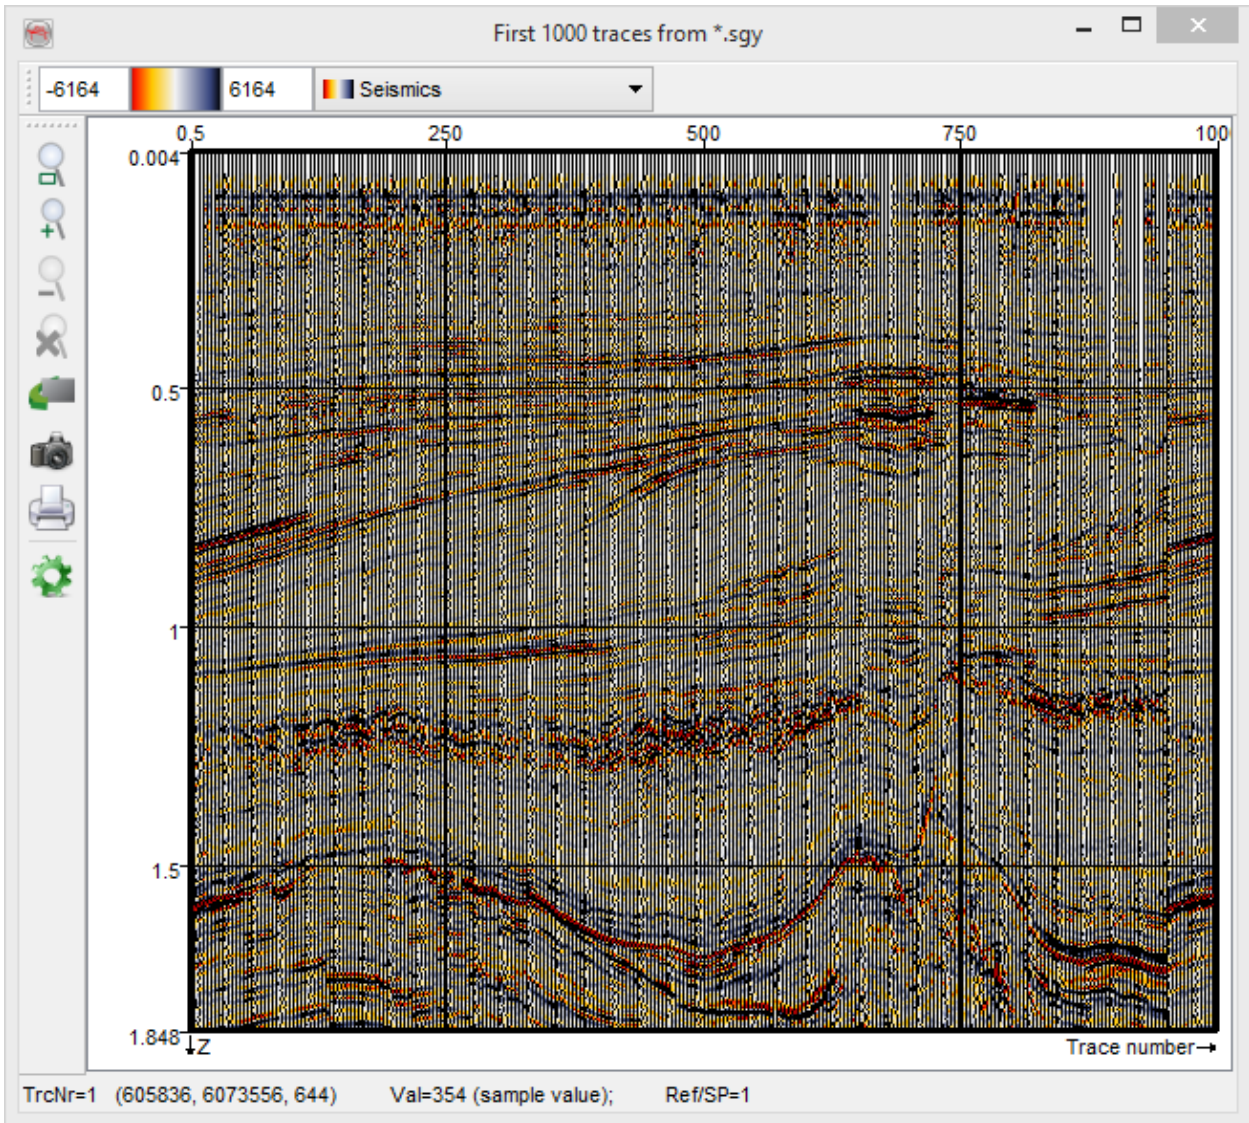 First 1000 traces from *.sgy
-6164 6164 Seismics
0.5 250 500 750 100
0.004
0.5
1
1.5
1.848
Z Trace number
TrcNr=1 (605836, 6073556, 644) Val=354 (sample value); Ref/SP=1